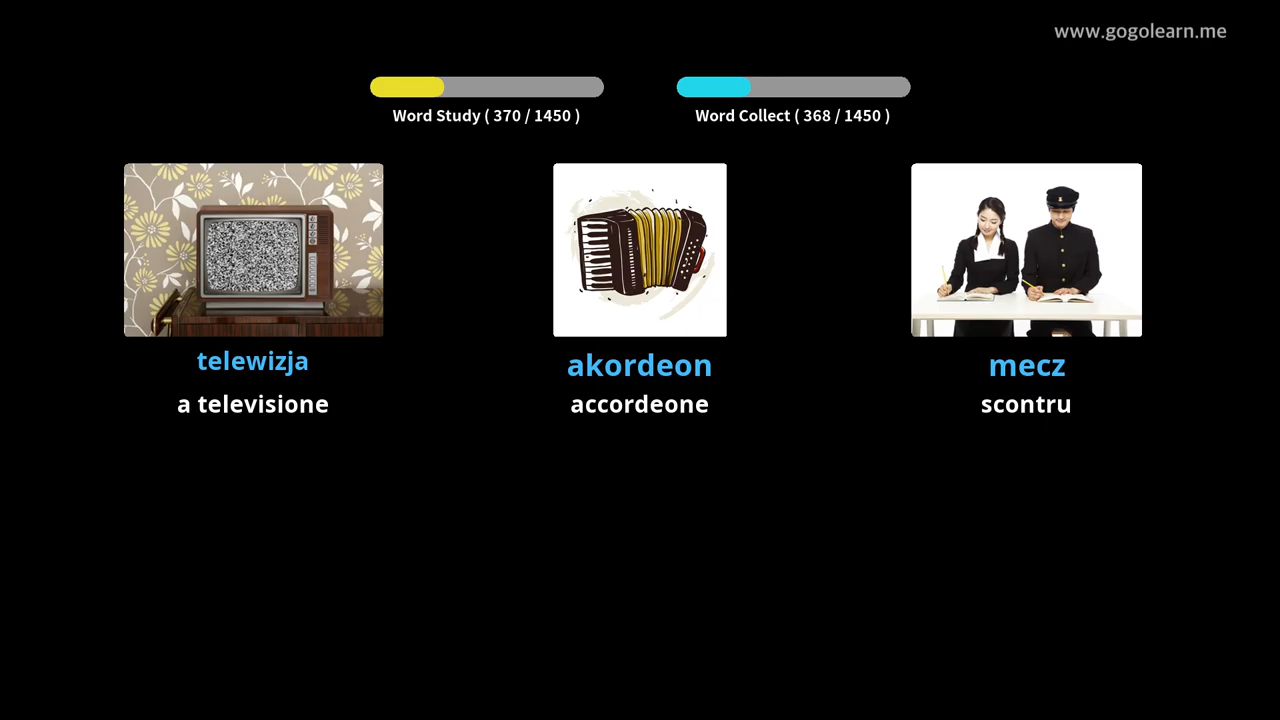 www.gogolearn.me
Word Study ( 370 / 1450 )
Word Collect ( 368 / 1450 )
telewizja
a televisione
akordeon
accordeone
mecz
scontru